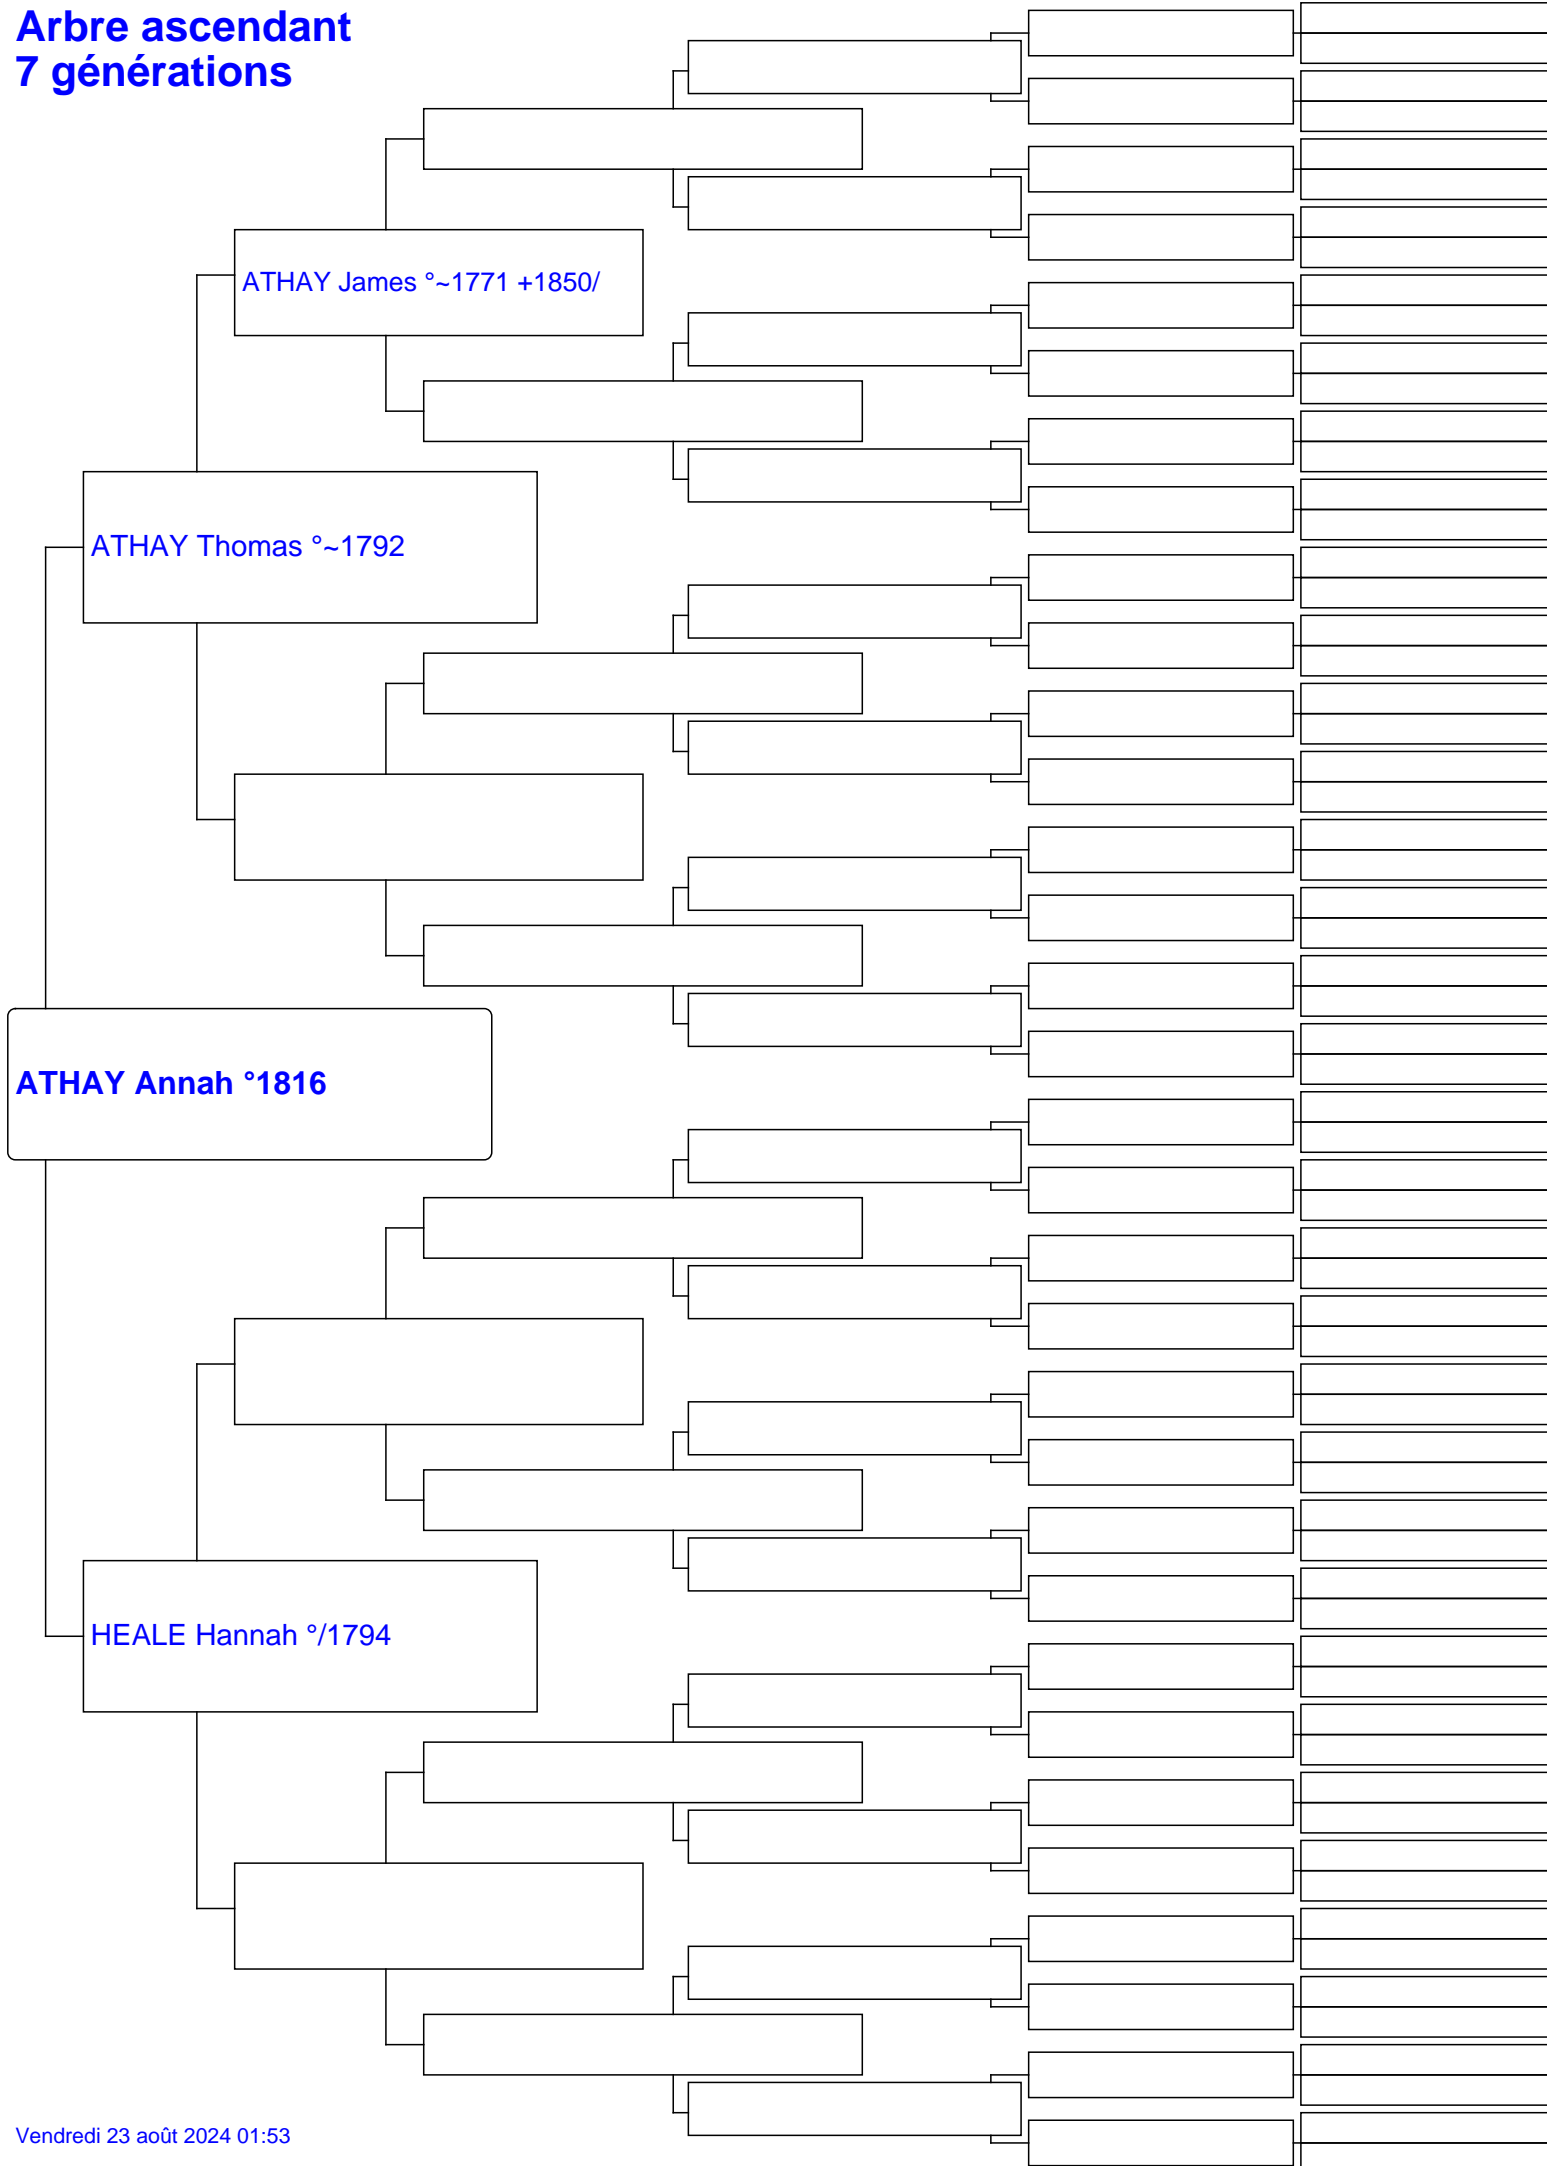 Arbre ascendant
7 générations
ATHAY James °~1771 +1850/
ATHAY Thomas °~1792
ATHAY Annah °1816
HEALE Hannah °/1794
Vendredi 23 août 2024 01:53